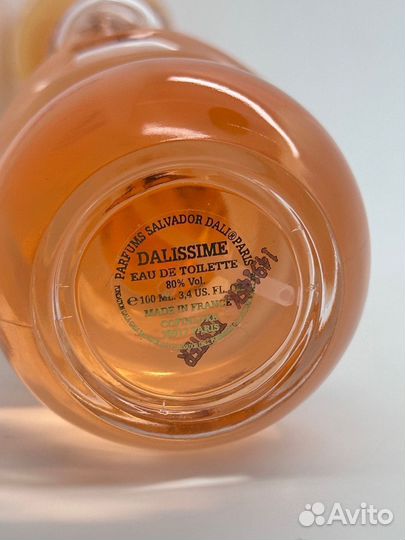 PARFUMS SALVADOR DALI® PARIS
DALISSIME
EAU DE TOILETTE
80% Vol.
℮ 100 ML. 3,4 US. FL.
MADE IN FRANCE
COFINLUXE
PARIS
Avito